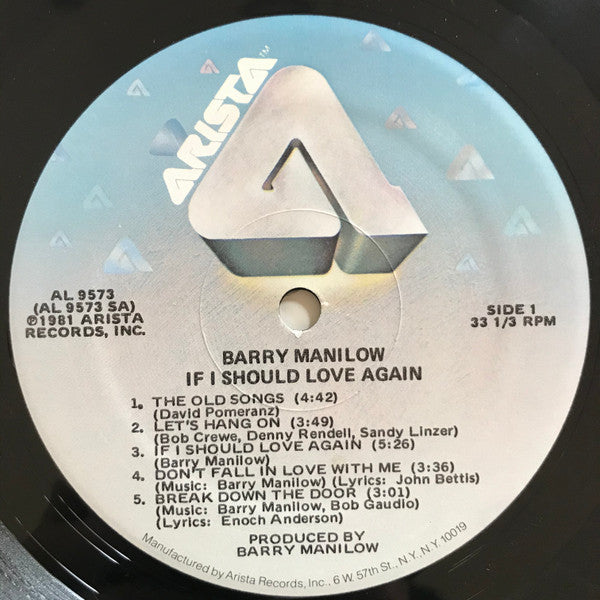 ARISTA™
AL 9573
(AL 9573 SA)
℗1981 ARISTA
RECORDS, INC.
SIDE 1
33 1/3 RPM
BARRY MANILOW
IF I SHOULD LOVE AGAIN
1. THE OLD SONGS (4:42)
(David Pomeranz)
2. LET'S HANG ON (3:49)
(Bob Crewe, Denny Rendell, Sandy Linzer)
3. IF I SHOULD LOVE AGAIN (5:26)
(Barry Manilow)
4. DON'T FALL IN LOVE WITH ME (3:36)
(Music: Barry Manilow) (Lyrics: John Bettis)
5. BREAK DOWN THE DOOR (3:01)
(Music: Barry Manilow, Bob Gaudio)
(Lyrics: Enoch Anderson)
PRODUCED BY
BARRY MANILOW
Manufactured by Arista Records, Inc., 6 W. 57th St., N.Y., N.Y. 10019